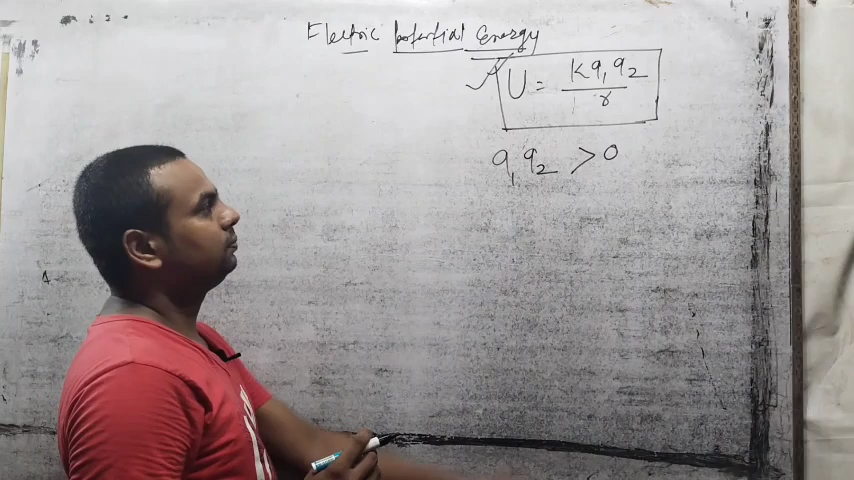 Electric potential Energy
U = Kq₁q₂ / r
q₁q₂ > 0